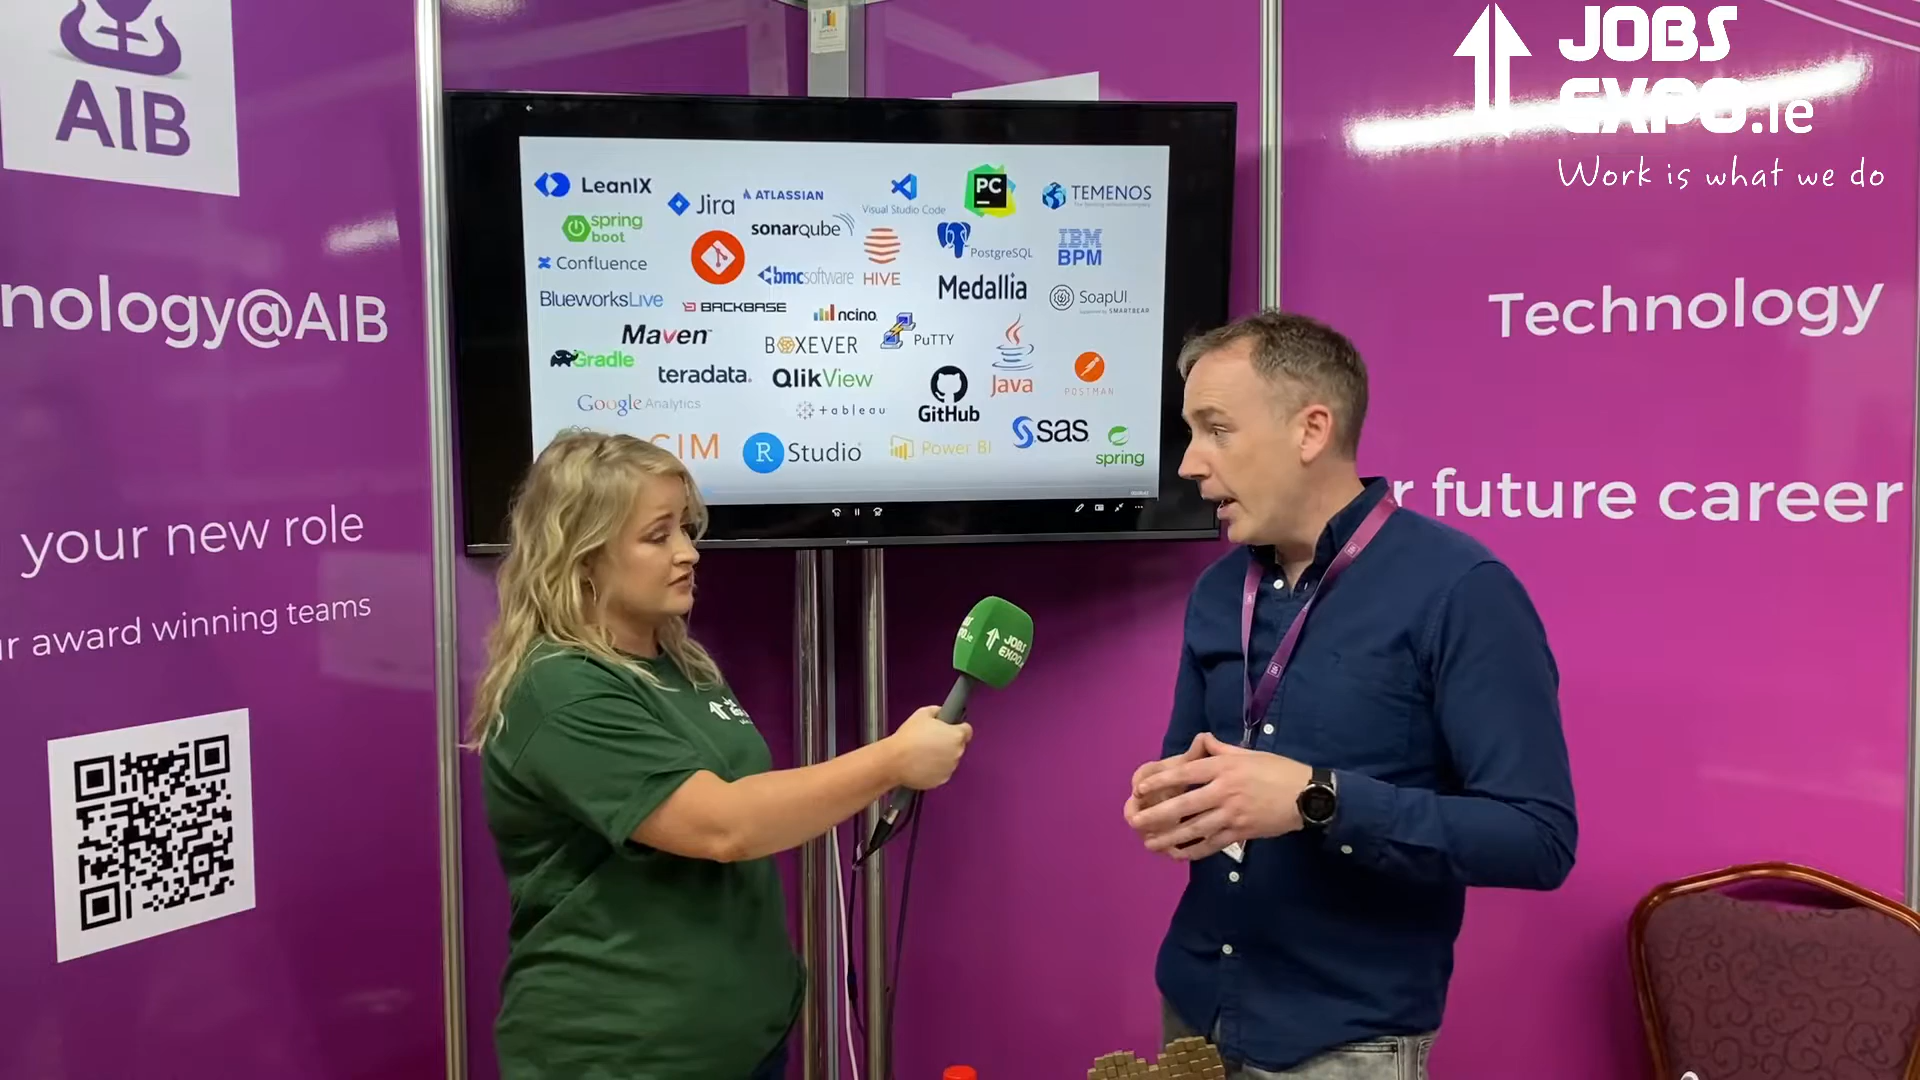 AIB
nology@AIB
your new role
r award winning teams
LeanIX
Jira
ATLASSIAN
Visual Studio Code
PC
TEMENOS
spring
boot
sonarqube
PostgreSQL
IBM
BPM
Confluence
bmcsoftware
HIVE
Medallia
SoapUI
BlueworksLive
BACKBASE
ncino
Maven
BOXEVER
PuTTY
Java
Gradle
teradata.
QlikView
GitHub
POSTMAN
Google Analytics
+ableau
CIM
R Studio
Power BI
sas
spring
JOBS
EXPO.ie
Work is what we do
Technology
r future career
JOBS
EXPO